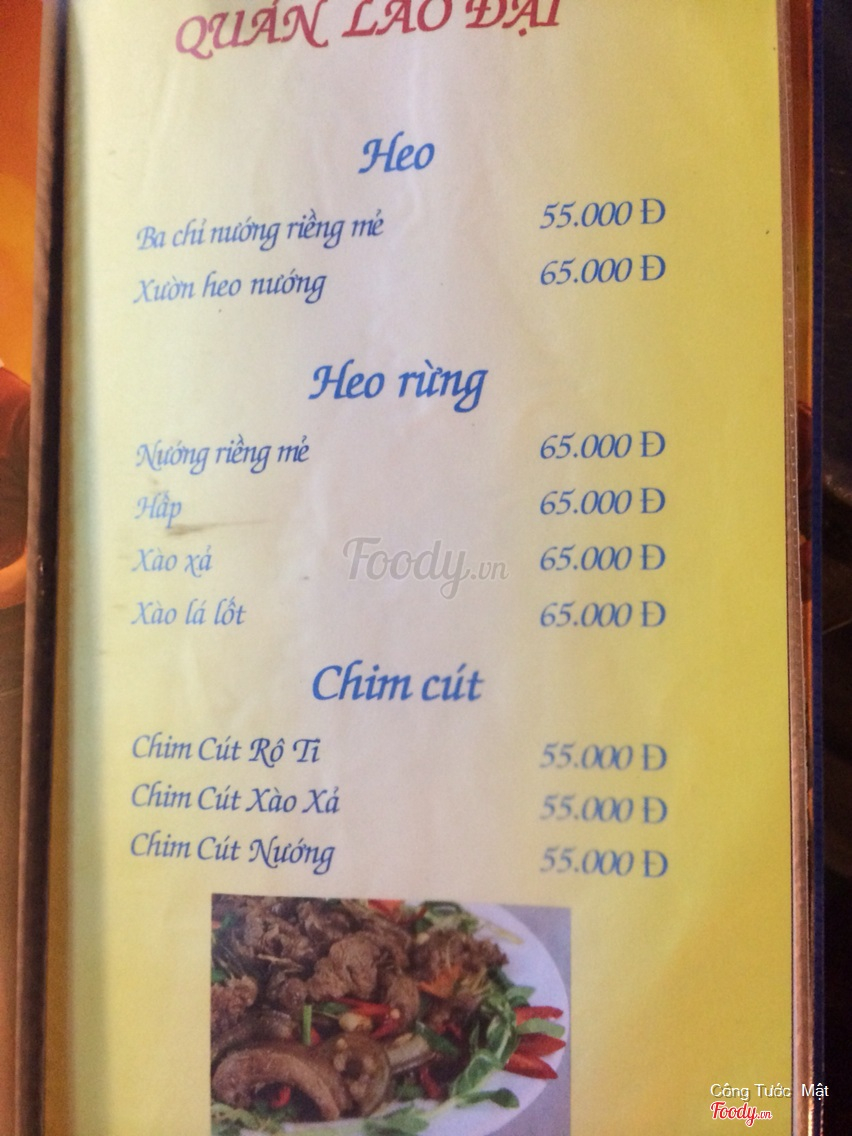 QUÁN LÃO ĐẠI
Heo
Ba chỉ nướng riềng mẻ 55.000 Đ
Xườn heo nướng 65.000 Đ
Heo rừng
Nướng riềng mẻ 65.000 Đ
Hấp 65.000 Đ
Xào xả 65.000 Đ
Xào lá lốt 65.000 Đ
Foody.vn
Chim cút
Chim Cút Rô Ti 55.000 Đ
Chim Cút Xào Xả 55.000 Đ
Chim Cút Nướng 55.000 Đ
Công Tước Mật
Foody.vn